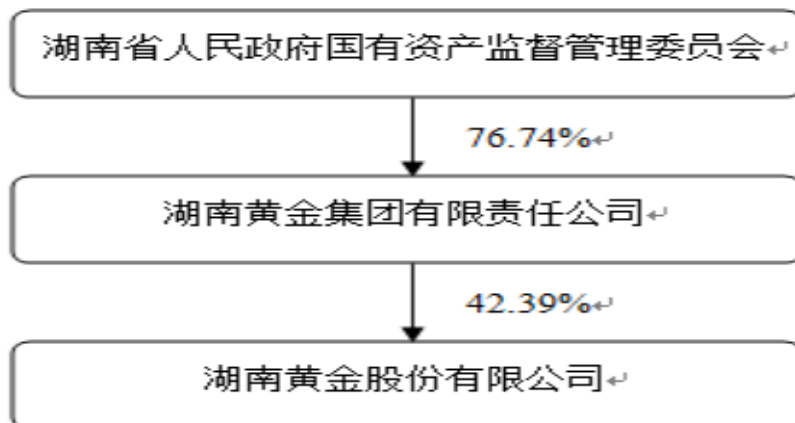 湖南省人民政府国有资产监督管理委员会
76.74%
湖南黄金集团有限责任公司
42.39%
湖南黄金股份有限公司